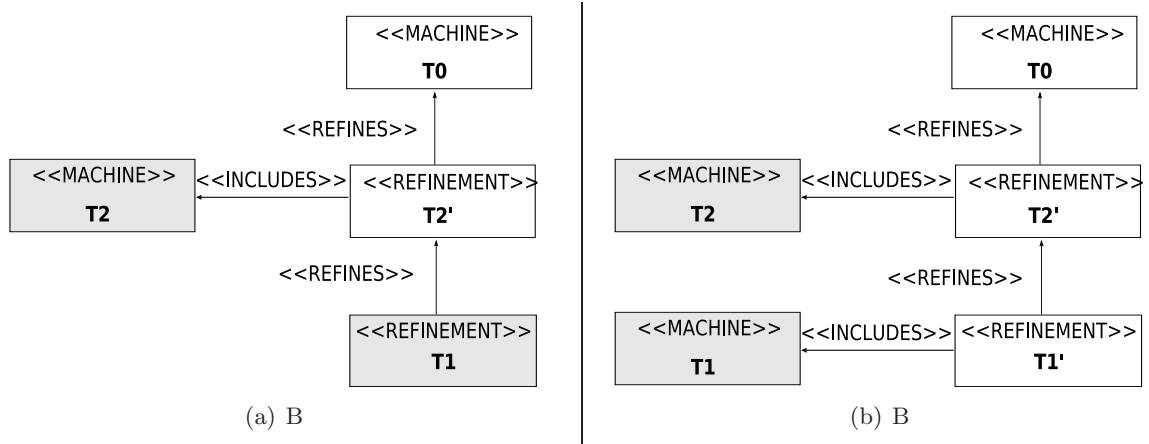 <<MACHINE>>
T0
<<REFINES>>
<<MACHINE>>
T2
<<INCLUDES>>
<<REFINEMENT>>
T2'
<<REFINES>>
<<REFINEMENT>>
T1
(a) B
<<MACHINE>>
T0
<<REFINES>>
<<MACHINE>>
T2
<<INCLUDES>>
<<REFINEMENT>>
T2'
<<REFINES>>
<<MACHINE>>
T1
<<INCLUDES>>
<<REFINEMENT>>
T1'
(b) B